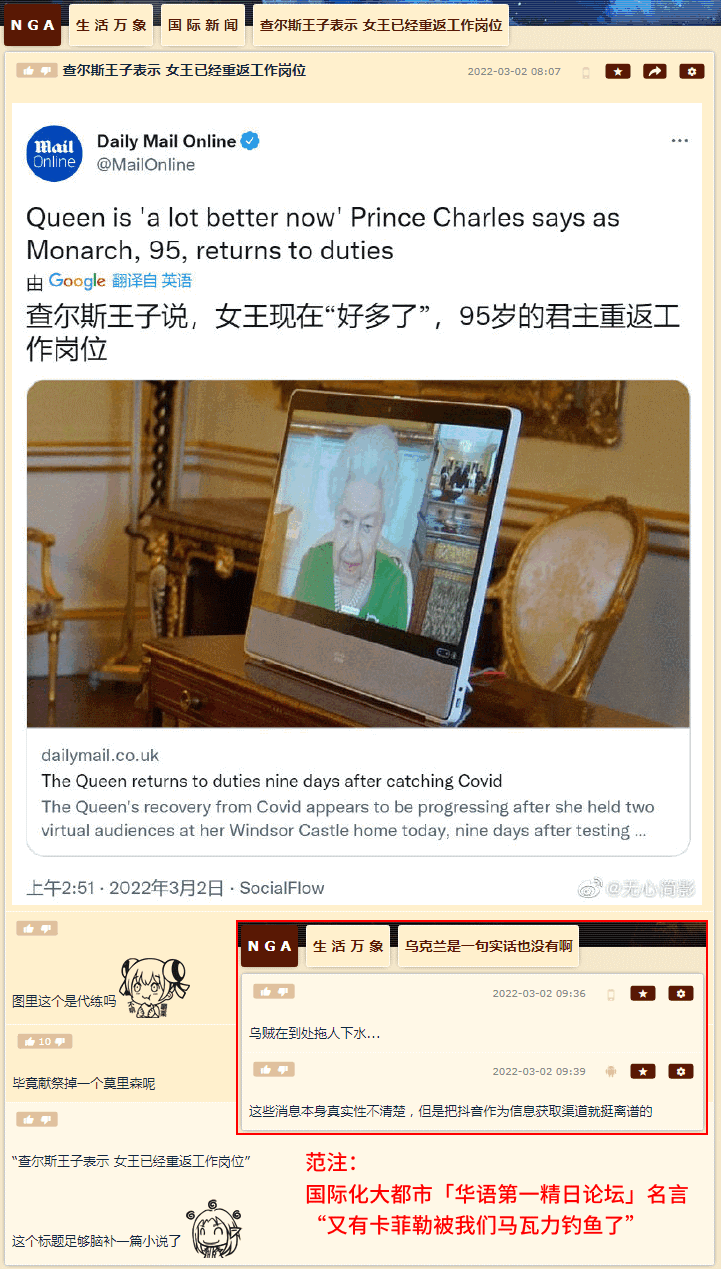 NGA 生活万象 国际新闻 查尔斯王子表示 女王已经重返工作岗位
查尔斯王子表示 女王已经重返工作岗位 2022-03-02 08:07
Mail Online
Daily Mail Online
@MailOnline
Queen is 'a lot better now' Prince Charles says as
Monarch, 95, returns to duties
由 Google 翻译自 英语
查尔斯王子说，女王现在“好多了”，95岁的君主重返工
作岗位
dailymail.co.uk
The Queen returns to duties nine days after catching Covid
The Queen's recovery from Covid appears to be progressing after she held two
virtual audiences at her Windsor Castle home today, nine days after testing ...
上午2:51 · 2022年3月2日 · SocialFlow
@无心简影
图里这个是代练吗
10
毕竟献祭掉一个莫里森呢
“查尔斯王子表示 女王已经重返工作岗位”
这个标题足够脑补一篇小说了
NGA 生活万象 乌克兰是一句实话也没有啊
2022-03-02 09:36
乌贼在到处拖人下水...
2022-03-02 09:39
这些消息本身真实性不清楚，但是把抖音作为信息获取渠道就挺离谱的
范注：
国际化大都市「华语第一精日论坛」名言
“又有卡菲勒被我们马瓦力钓鱼了”